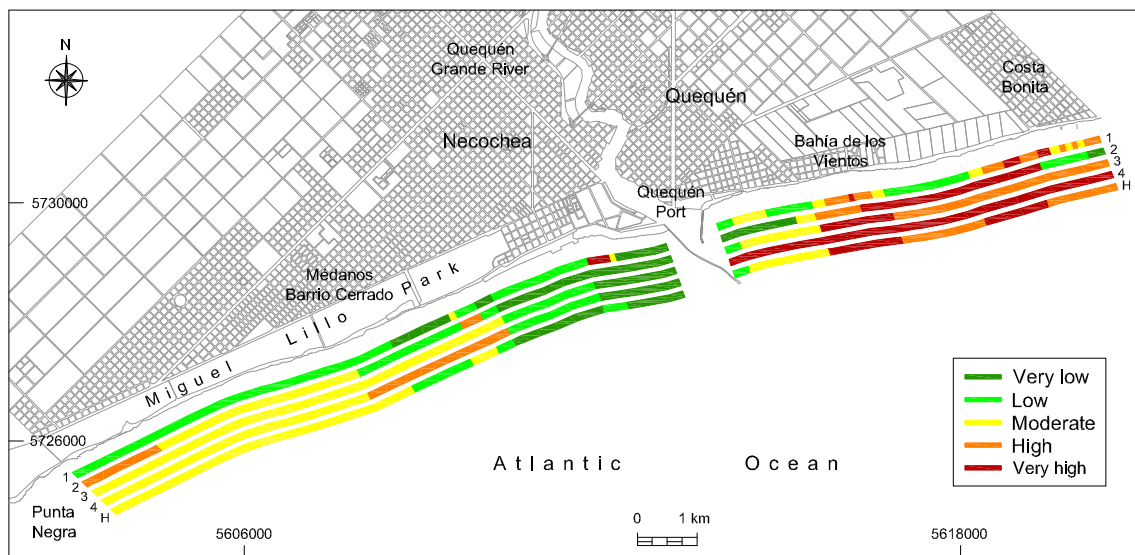 N
Quequén
Grande River
Costa
Bonita
Quequén
Necochea
Bahía de los
Vientos
1
2
3
4
H
5730000
Quequén
Port
Médanos
Barrio Cerrado
Miguel Lillo Park
Very low
Low
Moderate
High
Very high
5726000
Atlantic Ocean
1
2
3
4
H
Punta
Negra
0 1 km
5606000
5618000